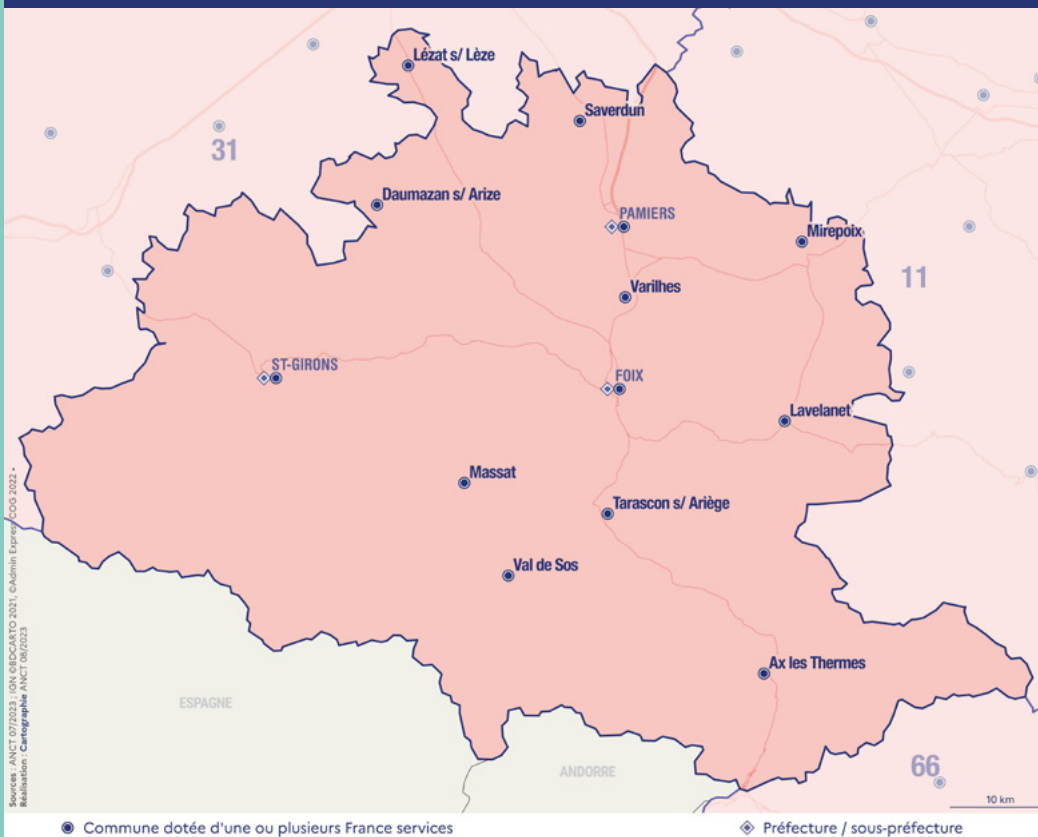 Lézat s/ Lèze
Saverdun
31
Daumazan s/ Arize
PAMIERS
Mirepoix
11
Varilhes
ST-GIRONS
FOIX
Lavelanet
Massat
Tarascon s/ Ariège
Val de Sos
Ax les Thermes
ESPAGNE
ANDORRE
66
10 km
Sources : ANCT 07/2023 ; IGN ©BDCARTO 2021, ©Admin Express COG 2022 •
Réalisation : Cartographie ANCT 08/2023
Commune dotée d'une ou plusieurs France services
Préfecture / sous-préfecture